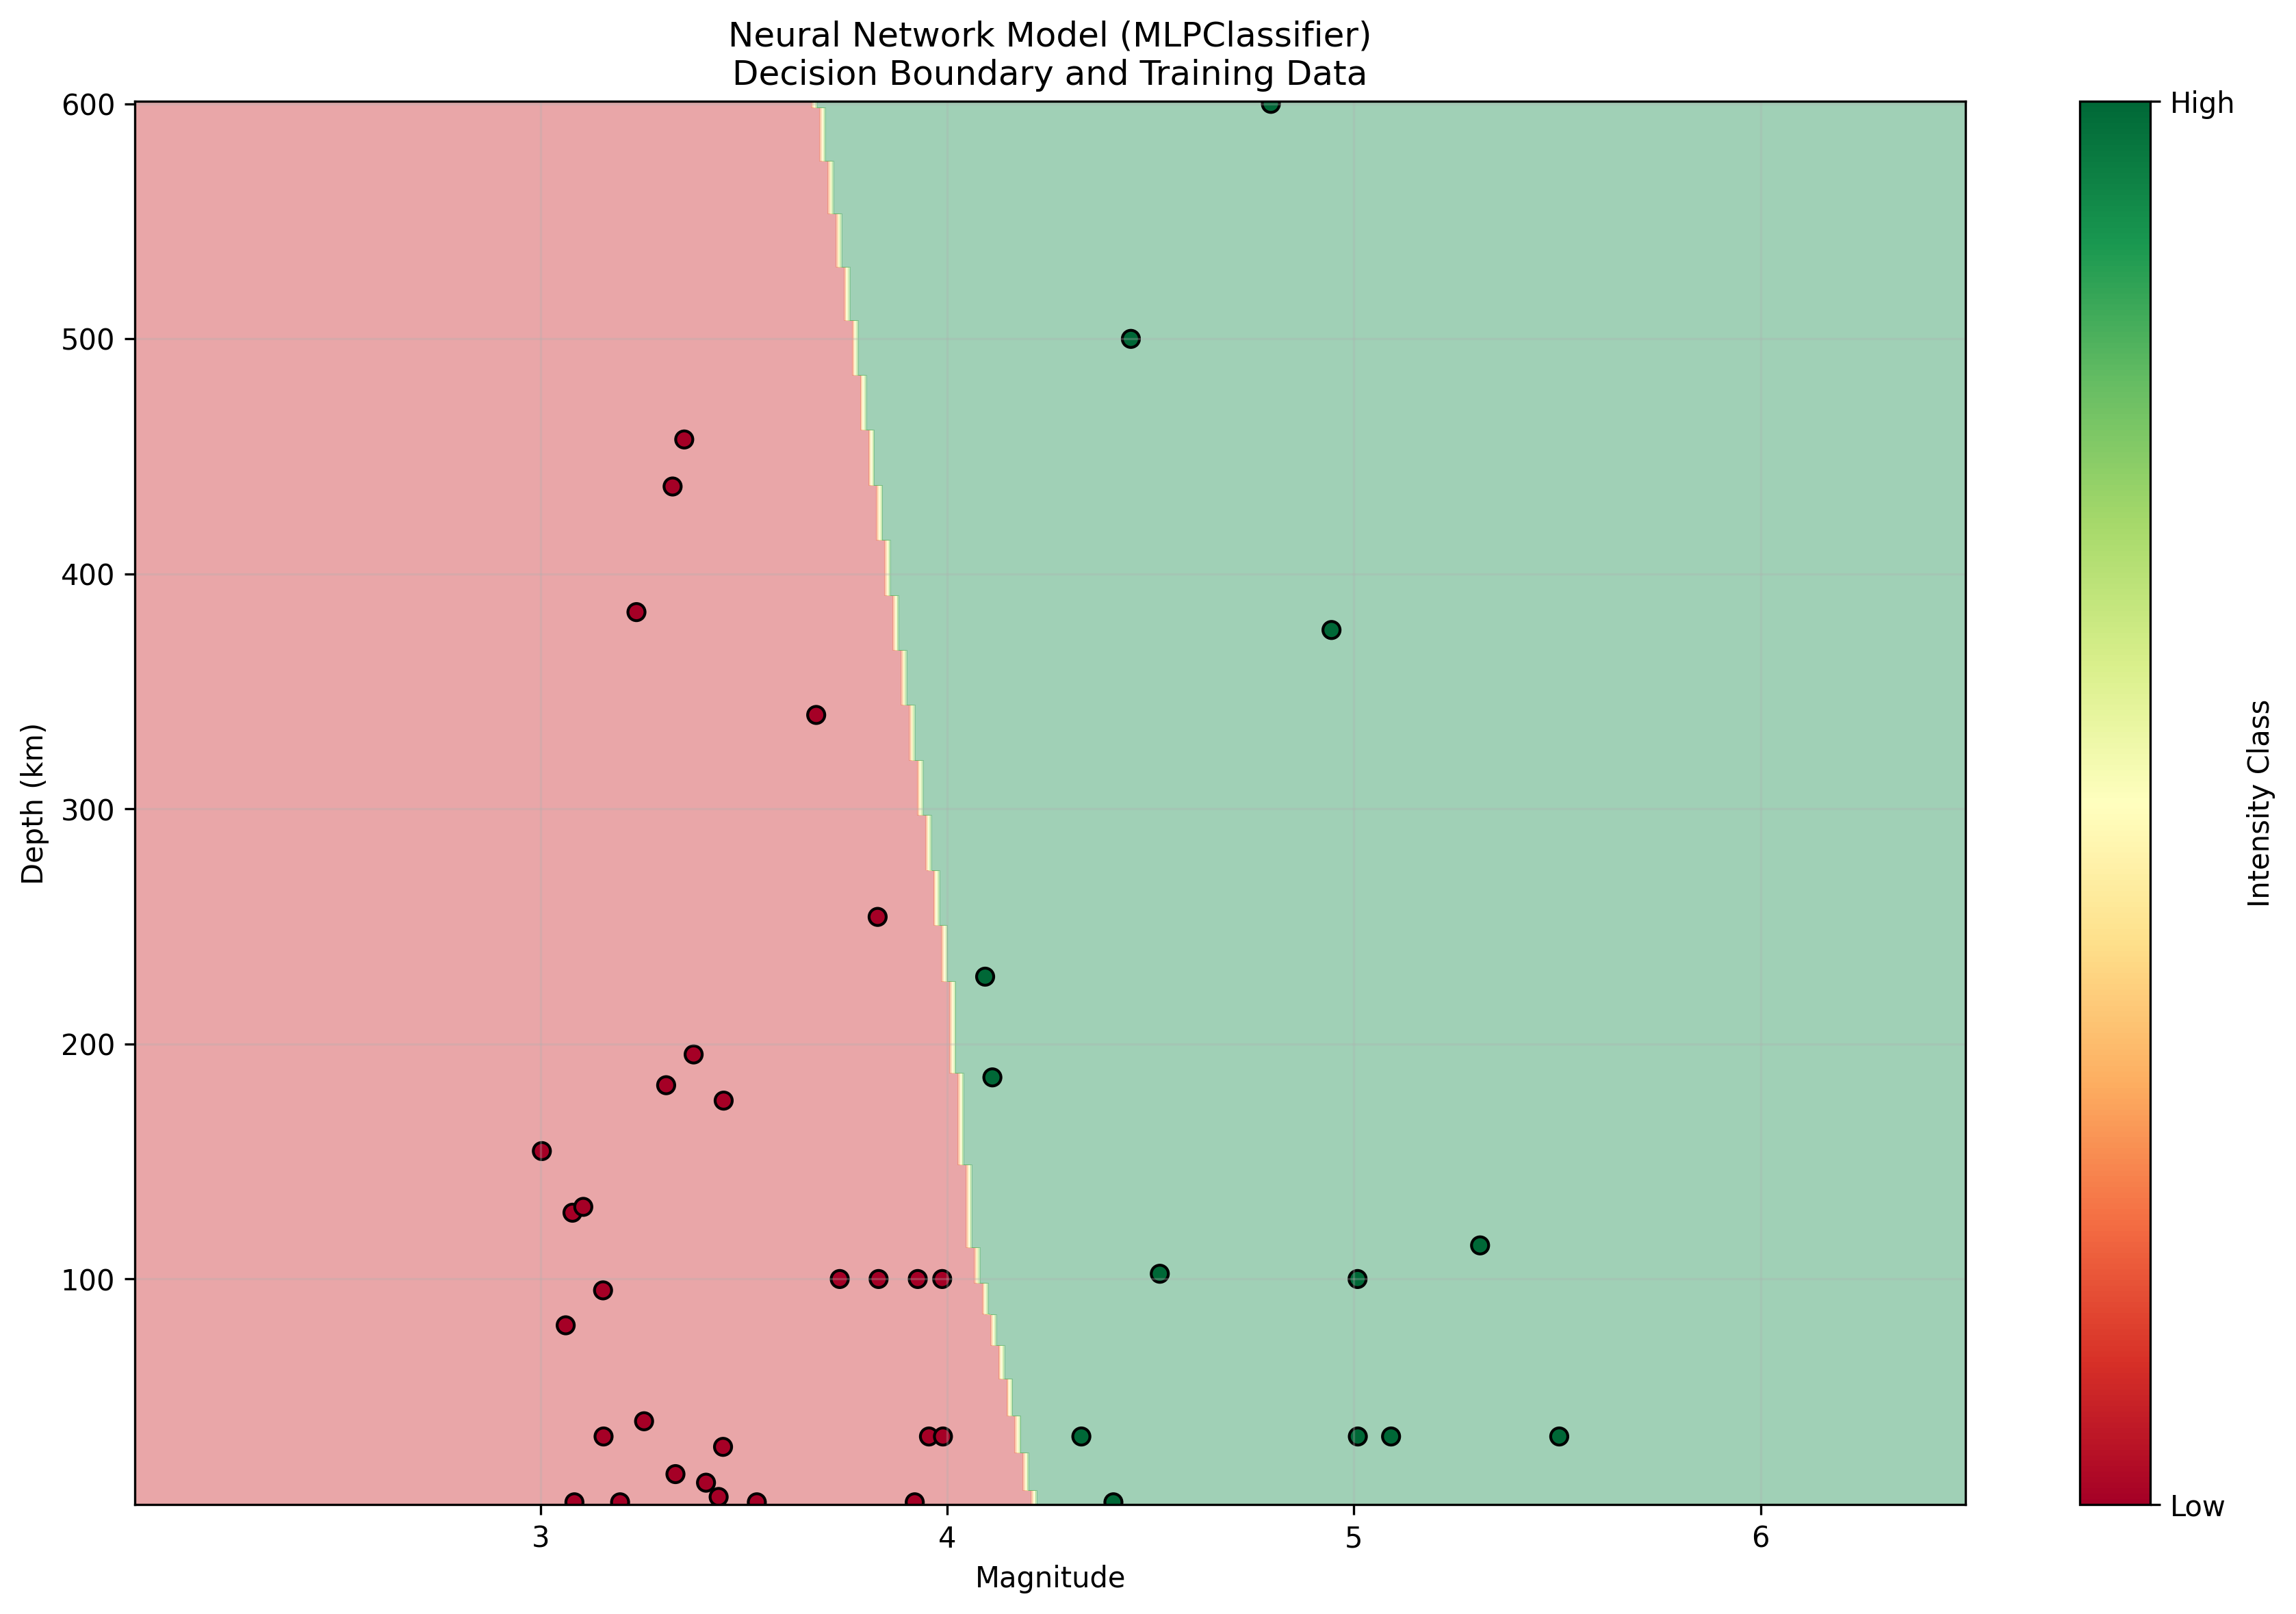 Neural Network Model (MLPClassifier)
Decision Boundary and Training Data
600
500
400
300
200
100
Depth (km)
3
4
5
6
Magnitude
High
Low
Intensity Class